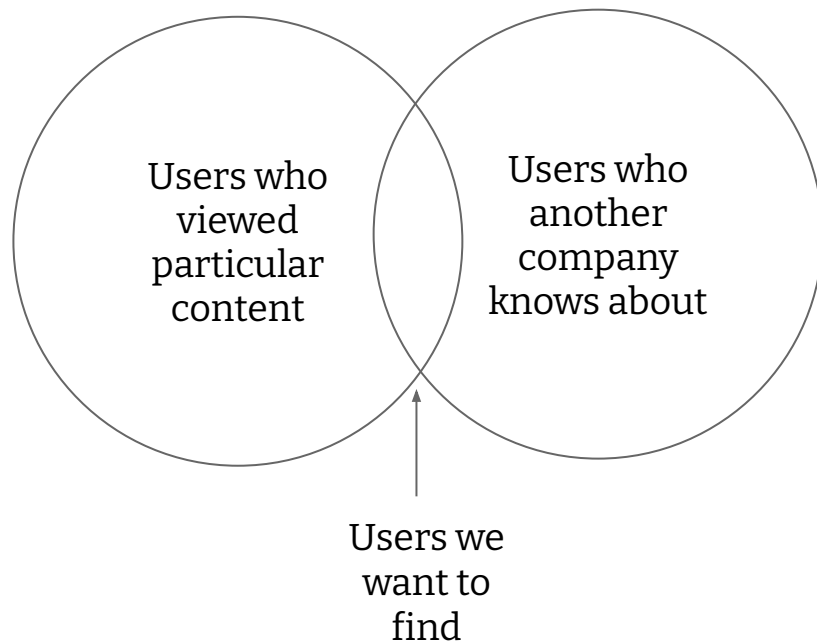 Users who
viewed
particular
content
Users who
another
company
knows about
Users we
want to
find